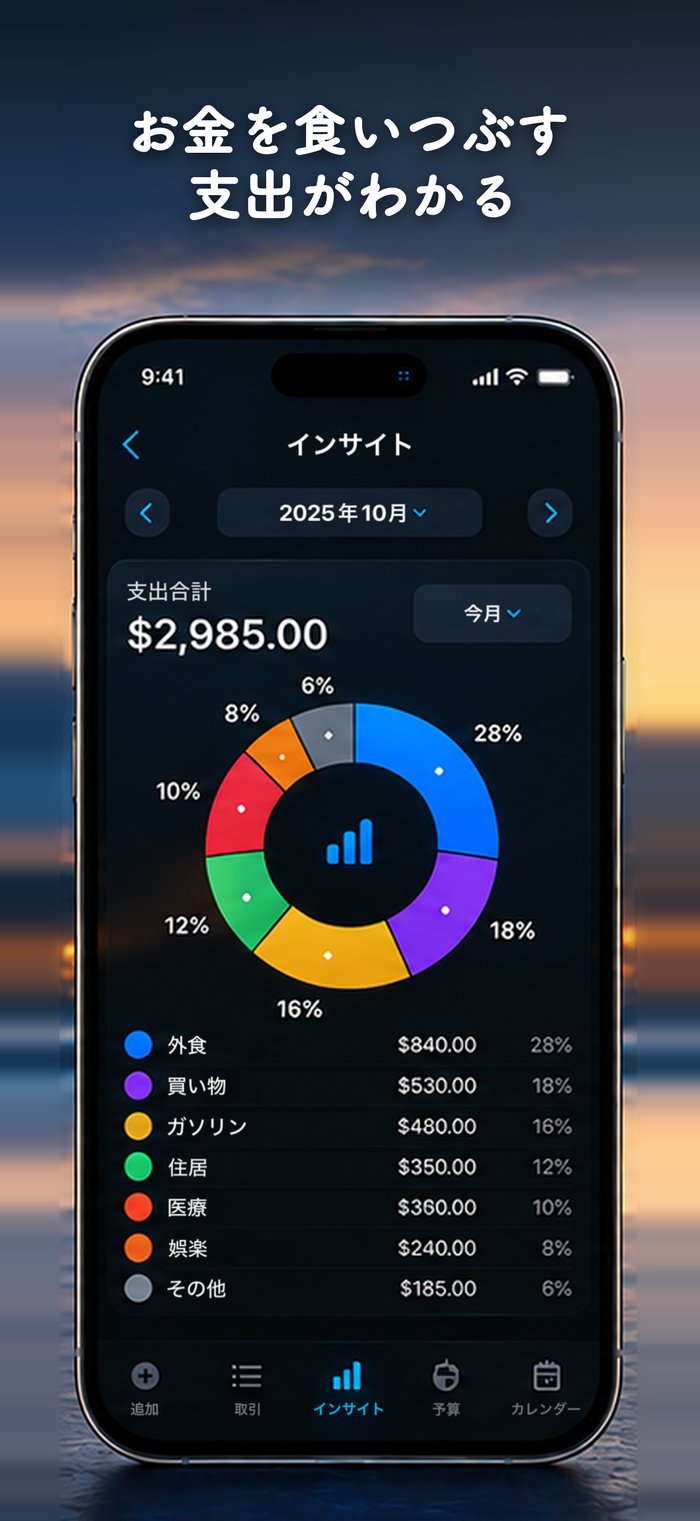 お金を食いつぶす
支出がわかる
9:41
インサイト
2025年10月
支出合計
$2,985.00
今月
6%
8%
28%
10%
12%
18%
16%
外食 $840.00 28%
買い物 $530.00 18%
ガソリン $480.00 16%
住居 $350.00 12%
医療 $360.00 10%
娯楽 $240.00 8%
その他 $185.00 6%
追加 取引 インサイト 予算 カレンダー